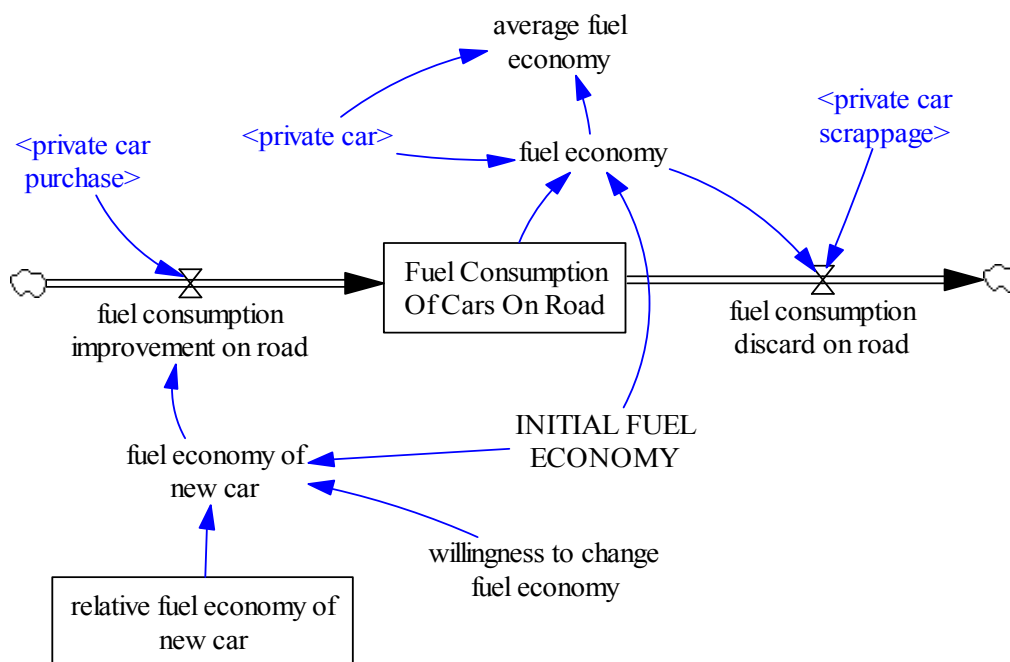 average fuel
economy
<private car
purchase>
<private car>
fuel economy
<private car
scrappage>
Fuel Consumption
Of Cars On Road
fuel consumption
improvement on road
fuel consumption
discard on road
INITIAL FUEL
ECONOMY
fuel economy of
new car
willingness to change
fuel economy
relative fuel economy of
new car